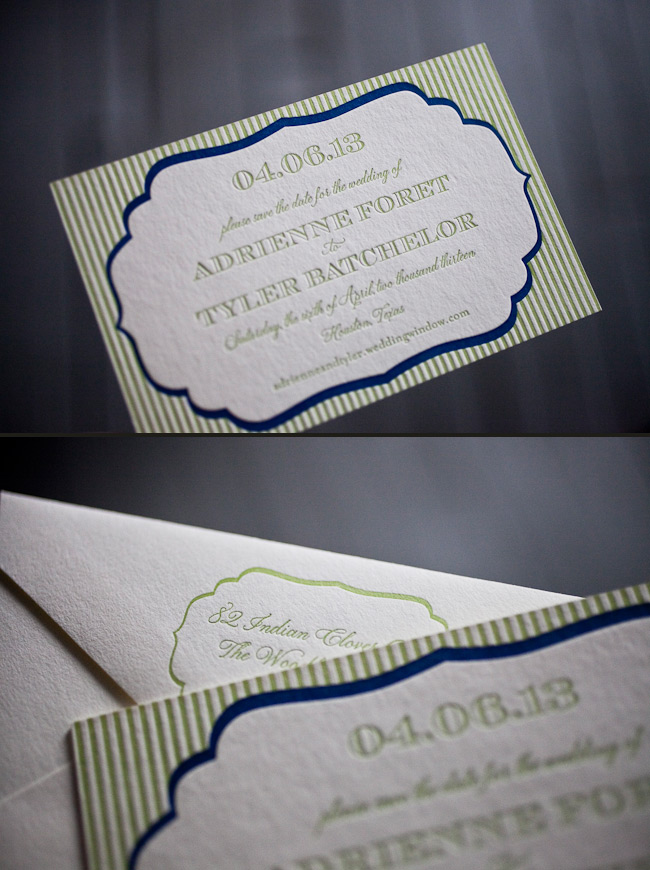 04.06.13
please save the date for the wedding of
ADRIENNE FORET
to
TYLER BATCHELOR
Saturday, the sixth of April, two thousand thirteen
Houston, Texas
adrienneandtyler.weddingwindow.com
82 Indian Clover
The
04.06.13
please save the date for the wedding of
ADRIENNE